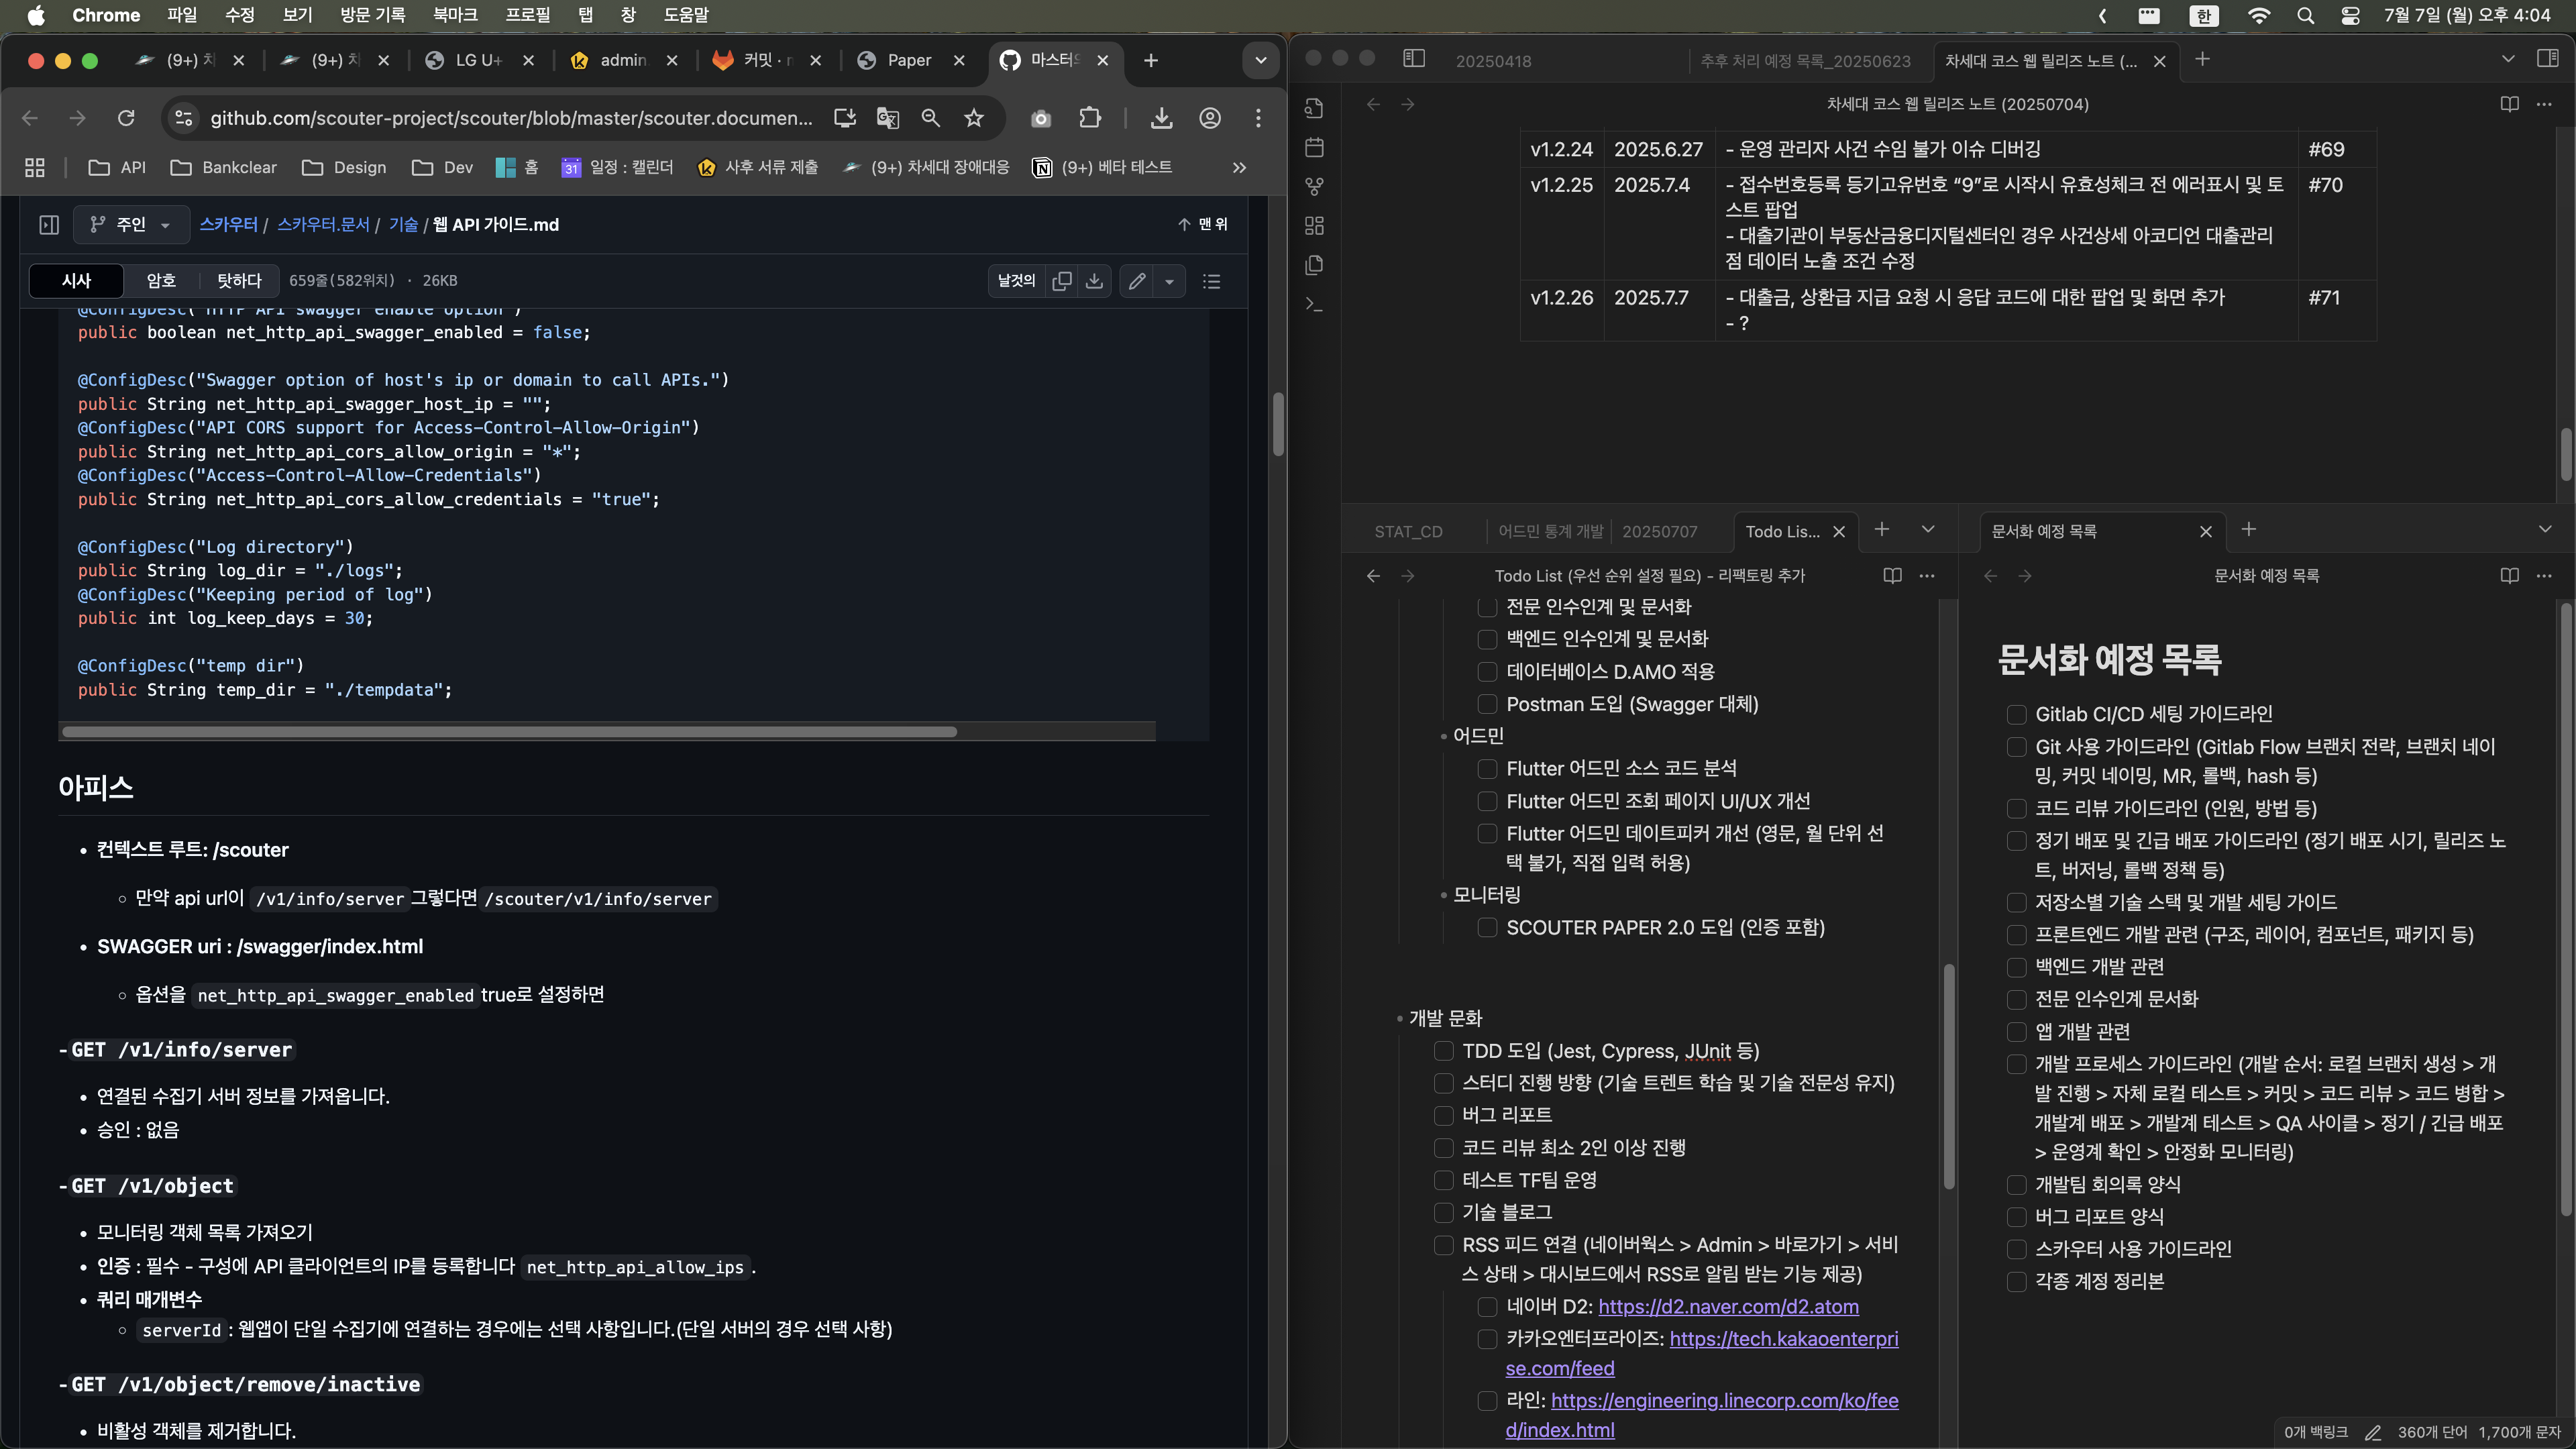 Chrome 파일 수정 보기 방문 기록 북마크 프로필 탭 창 도움말
한 7월 7일 (월) 오후 4:04
(9+) (9+) LG U+ admin 커밋 · Paper 마스터의
github.com/scouter-project/scouter/blob/master/scouter.documen...
API Bankclear Design Dev 홈 31 일정 : 캘린더 사후 서류 제출 (9+) 차세대 장애대응 (9+) 베타 테스트
주인 스카우터 / 스카우터.문서 / 기술 / 웹 API 가이드.md 맨 위
시사 암호 탓하다 659줄(582위치) · 26KB 날것의
@ConfigDesc("HTTP API swagger enable option")
public boolean net_http_api_swagger_enabled = false;
@ConfigDesc("Swagger option of host's ip or domain to call APIs.")
public String net_http_api_swagger_host_ip = "";
@ConfigDesc("API CORS support for Access-Control-Allow-Origin")
public String net_http_api_cors_allow_origin = "*";
@ConfigDesc("Access-Control-Allow-Credentials")
public String net_http_api_cors_allow_credentials = "true";
@ConfigDesc("Log directory")
public String log_dir = "./logs";
@ConfigDesc("Keeping period of log")
public int log_keep_days = 30;
@ConfigDesc("temp dir")
public String temp_dir = "./tempdata";
아피스
컨텍스트 루트: /scouter
만약 api url이 /v1/info/server 그렇다면 /scouter/v1/info/server
SWAGGER uri : /swagger/index.html
옵션을 net_http_api_swagger_enabled true로 설정하면
- GET /v1/info/server
연결된 수집기 서버 정보를 가져옵니다.
승인 : 없음
- GET /v1/object
모니터링 객체 목록 가져오기
인증 : 필수 - 구성에 API 클라이언트의 IP를 등록합니다 net_http_api_allow_ips.
쿼리 매개변수
serverId : 웹앱이 단일 수집기에 연결하는 경우에는 선택 사항입니다.(단일 서버의 경우 선택 사항)
- GET /v1/object/remove/inactive
비활성 객체를 제거합니다.
20250418 추후 처리 예정 목록_20250623 차세대 코스 웹 릴리즈 노트 (...
차세대 코스 웹 릴리즈 노트 (20250704)
v1.2.24 2025.6.27 - 운영 관리자 사건 수임 불가 이슈 디버깅 #69
v1.2.25 2025.7.4 - 접수번호등록 등기고유번호 “9”로 시작시 유효성체크 전 에러표시 및 토 #70
스트 팝업
- 대출기관이 부동산금융디지털센터인 경우 사건상세 아코디언 대출관리
점 데이터 노출 조건 수정
v1.2.26 2025.7.7 - 대출금, 상환금 지급 요청 시 응답 코드에 대한 팝업 및 화면 추가 #71
- ?
STAT_CD 어드민 통계 개발 20250707 Todo Lis...
Todo List (우선 순위 설정 필요) - 리팩토링 추가
전문 인수인계 및 문서화
백엔드 인수인계 및 문서화
데이터베이스 D.AMO 적용
Postman 도입 (Swagger 대체)
어드민
Flutter 어드민 소스 코드 분석
Flutter 어드민 조회 페이지 UI/UX 개선
Flutter 어드민 데이트피커 개선 (영문, 월 단위 선
택 불가, 직접 입력 허용)
모니터링
SCOUTER PAPER 2.0 도입 (인증 포함)
개발 문화
TDD 도입 (Jest, Cypress, JUnit 등)
스터디 진행 방향 (기술 트렌트 학습 및 기술 전문성 유지)
버그 리포트
코드 리뷰 최소 2인 이상 진행
테스트 TF팀 운영
기술 블로그
RSS 피드 연결 (네이버웍스 > Admin > 바로가기 > 서비
스 상태 > 대시보드에서 RSS로 알림 받는 기능 제공)
네이버 D2: https://d2.naver.com/d2.atom
카카오엔터프라이즈: https://tech.kakaoenterpri
se.com/feed
라인: https://engineering.linecorp.com/ko/fee
d/index.html
문서화 예정 목록
문서화 예정 목록
문서화 예정 목록
Gitlab CI/CD 세팅 가이드라인
Git 사용 가이드라인 (Gitlab Flow 브랜치 전략, 브랜치 네이
밍, 커밋 네이밍, MR, 롤백, hash 등)
코드 리뷰 가이드라인 (인원, 방법 등)
정기 배포 및 긴급 배포 가이드라인 (정기 배포 시기, 릴리즈 노
트, 버저닝, 롤백 정책 등)
저장소별 기술 스택 및 개발 세팅 가이드
프론트엔드 개발 관련 (구조, 레이어, 컴포넌트, 패키지 등)
백엔드 개발 관련
전문 인수인계 문서화
앱 개발 관련
개발 프로세스 가이드라인 (개발 순서: 로컬 브랜치 생성 > 개
발 진행 > 자체 로컬 테스트 > 커밋 > 코드 리뷰 > 코드 병합 >
개발계 배포 > 개발계 테스트 > QA 사이클 > 정기 / 긴급 배포
> 운영계 확인 > 안정화 모니터링)
개발팀 회의록 양식
버그 리포트 양식
스카우터 사용 가이드라인
각종 계정 정리본
0개 백링크 360개 단어 1,700개 문자